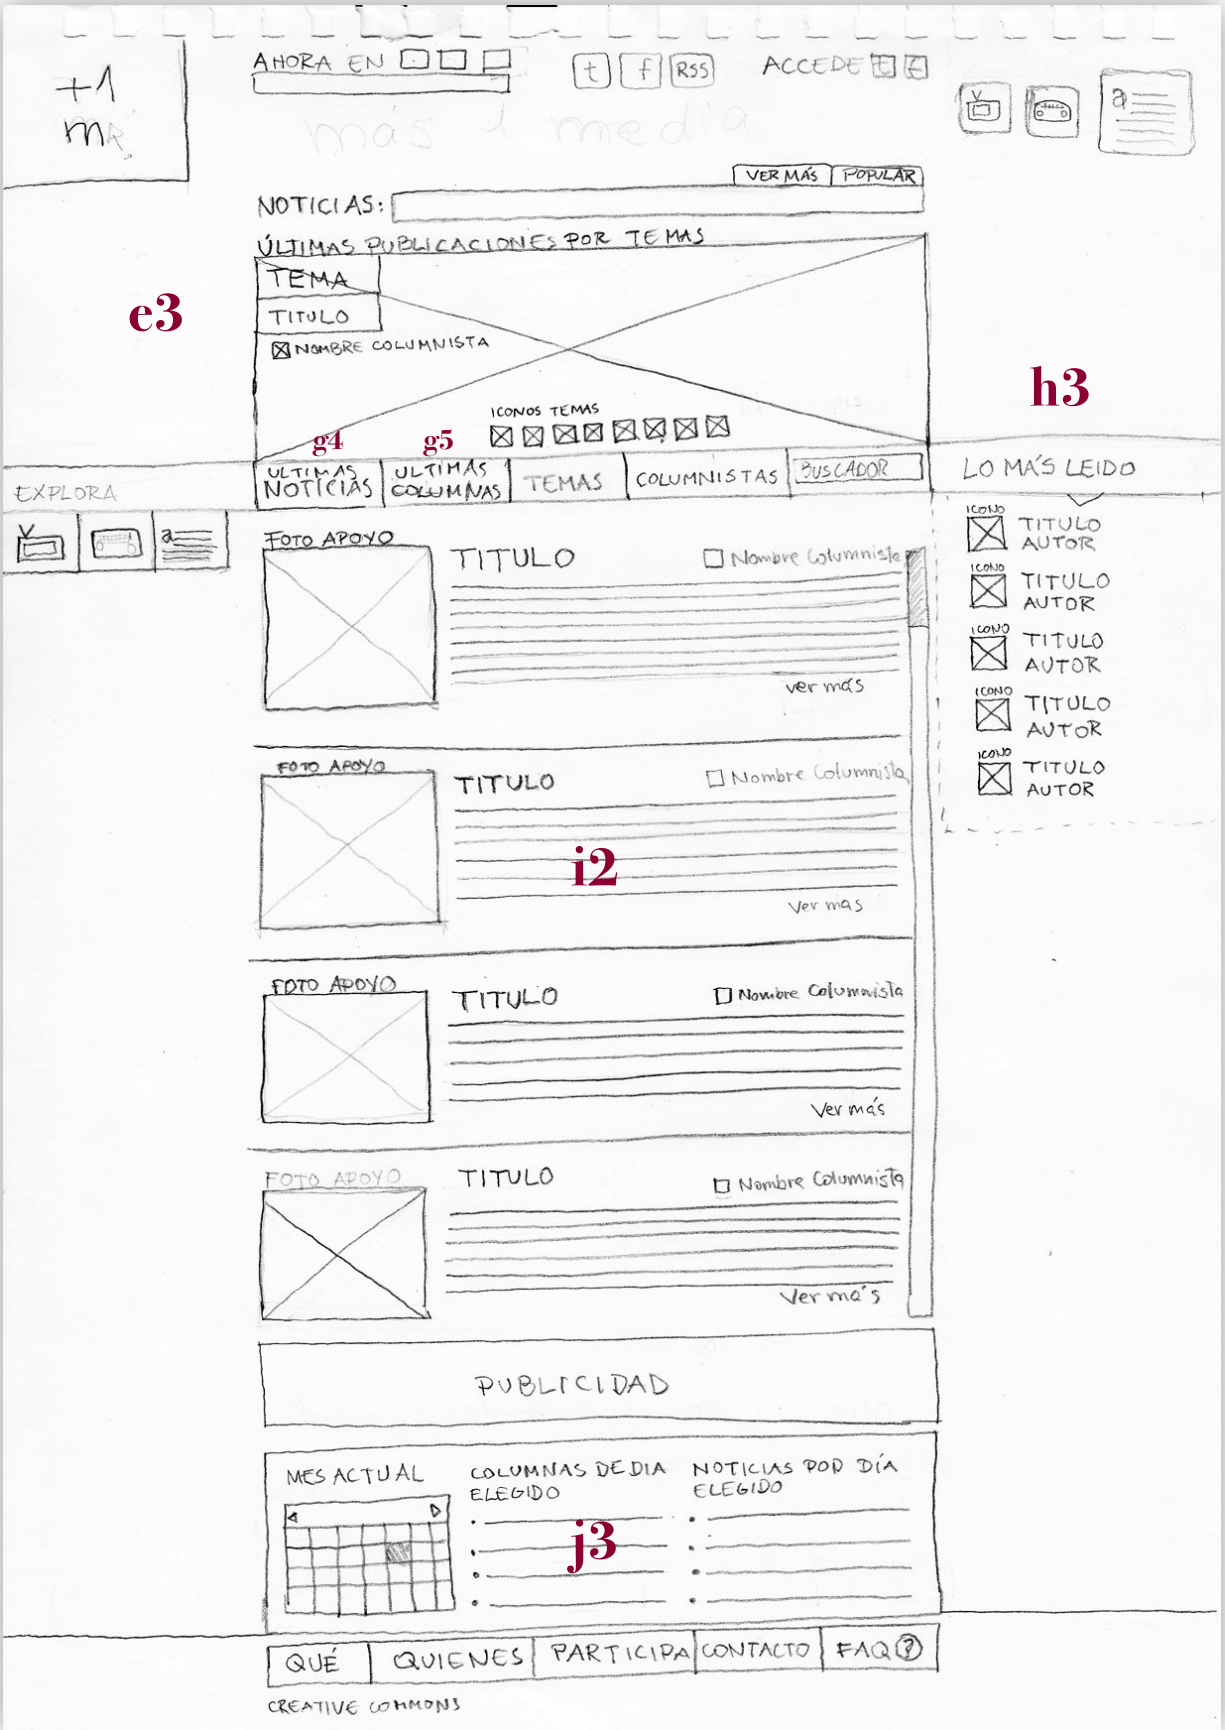 +1
AHORA EN
t f RSS
ACCEDE t f
más 1 media
a
VER MÁS POPULAR
NOTICIAS:
ÚLTIMAS PUBLICACIONES POR TEMAS
TEMA
TITULO
NOMBRE COLUMNISTA
e3
h3
ICONOS TEMAS
g4 g5
EXPLORA
ULTIMAS
NOTICIAS
ULTIMAS
COLUMNAS
TEMAS
COLUMNISTAS
BUSCADOR
LO MÁS LEIDO
a
FOTO APOYO
TITULO
Nombre Columnista
ver más
ICONO
TITULO
AUTOR
ICONO
TITULO
AUTOR
ICONO
TITULO
AUTOR
ICONO
TITULO
AUTOR
ICONO
TITULO
AUTOR
FOTO APOYO
TITULO
Nombre Columnista
i2
Ver mas
FOTO APOYO
TITULO
Nombre Columnista
Ver más
FOTO APOYO
TITULO
Nombre Columnista
Ver más
PUBLICIDAD
MES ACTUAL
COLUMNAS DE DIA
ELEGIDO
NOTICIAS POR DÍA
ELEGIDO
j3
QUÉ QUIENES PARTICIPA CONTACTO FAQ ?
CREATIVE COMMONS